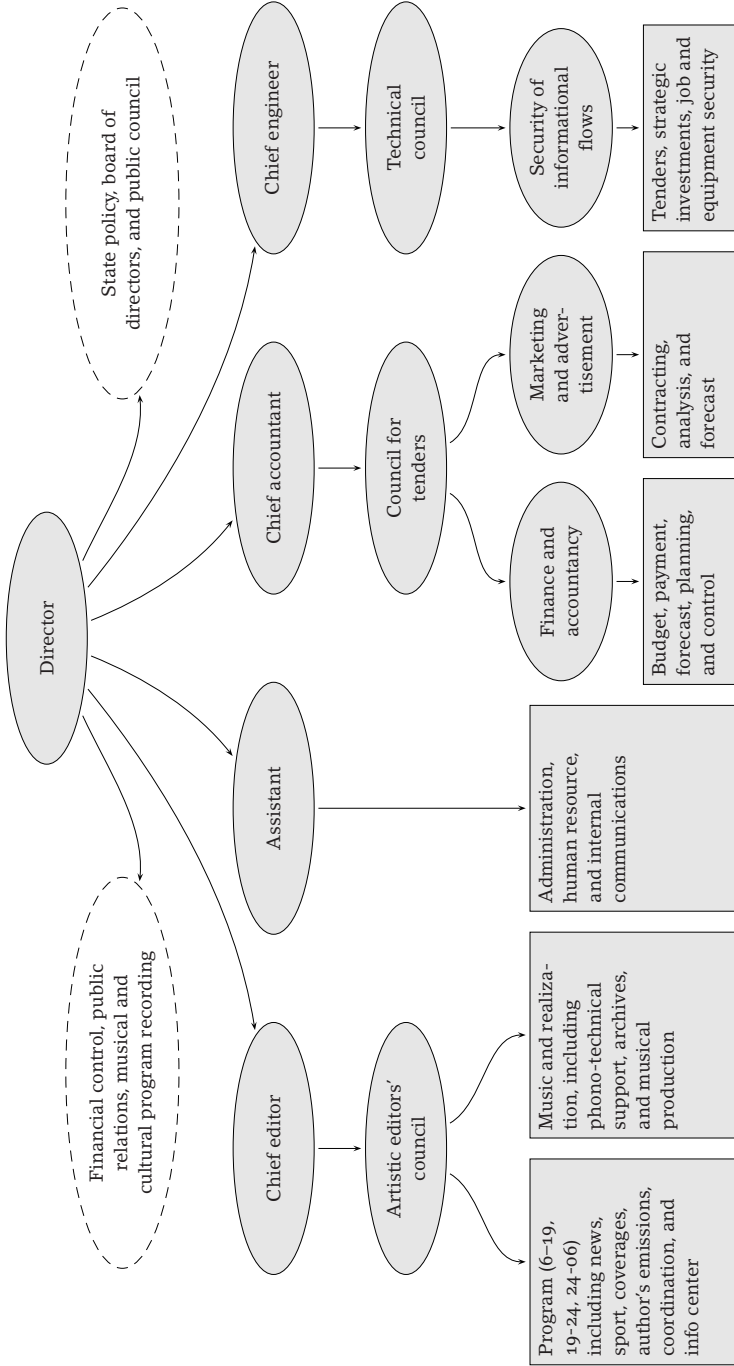 Director
Financial control, public
relations, musical and
cultural program recording
State policy, board of
directors, and public council
Chief editor
Assistant
Chief accountant
Chief engineer
Artistic editors’
council
Council for
tenders
Technical
council
Finance and
accountancy
Marketing
and adver-
tisement
Security of
informational
flows
Program (6–19,
19-24, 24-06)
including news,
sport, coverages,
author’s emissions,
coordination, and
info center
Music and realiza-
tion, including
phono-technical
support, archives,
and musical
production
Administration,
human resource,
and internal
communications
Budget, payment,
forecast, planning,
and control
Contracting,
analysis, and
forecast
Tenders, strategic
investments, job and
equipment security